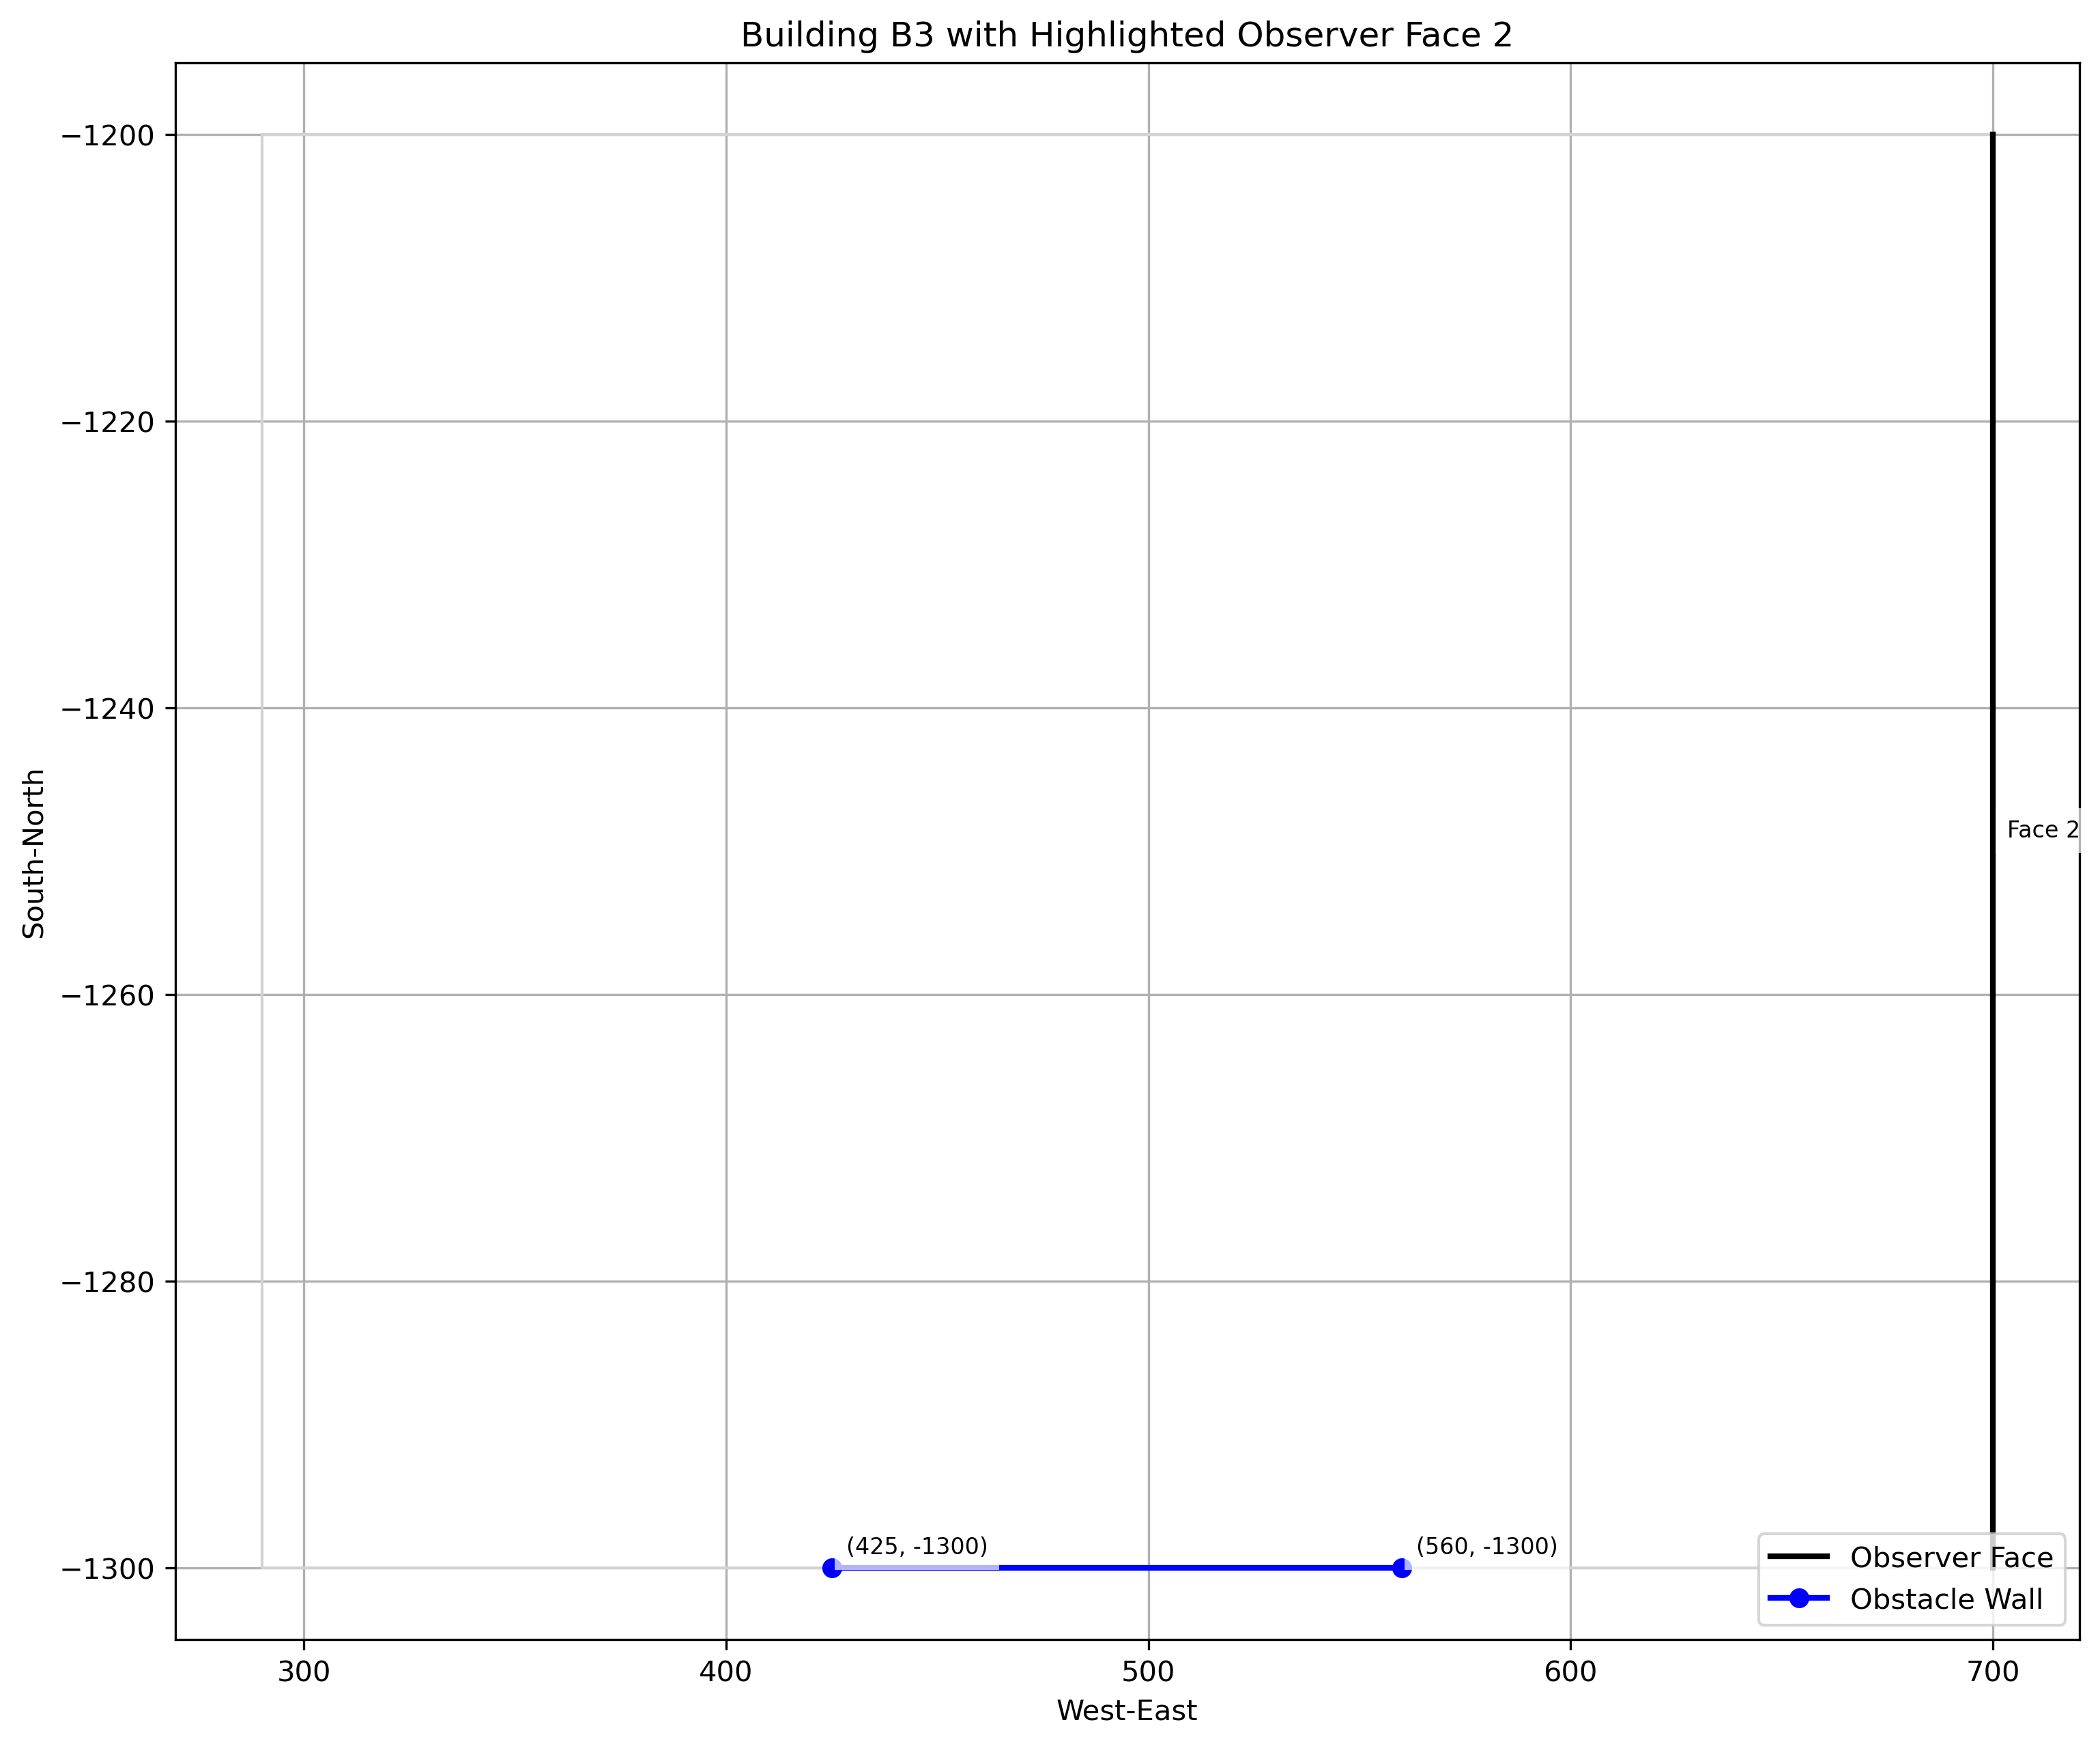 Building B3 with Highlighted Observer Face 2
−1200
−1220
−1240
−1260
−1280
−1300
South-North
Face 2
(425, -1300)
(560, -1300)
Observer Face
Obstacle Wall
300
400
500
600
700
West-East